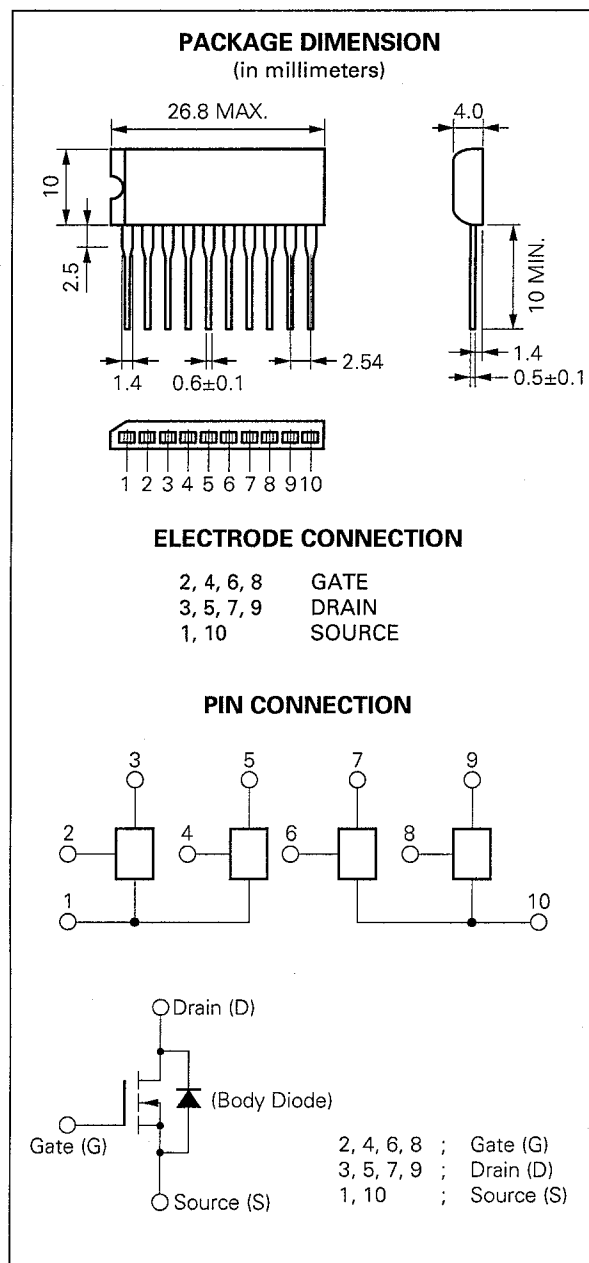 PACKAGE DIMENSION
(in millimeters)
26.8 MAX.
4.0
10
2.5
10 MIN.
2.54
1.4
0.6±0.1
1.4
0.5±0.1
1 2 3 4 5 6 7 8 9 10
ELECTRODE CONNECTION
2, 4, 6, 8 GATE
3, 5, 7, 9 DRAIN
1, 10 SOURCE
PIN CONNECTION
3 5 7 9
2 4 6 8
1 10
Drain (D)
(Body Diode)
Gate (G)
Source (S)
2, 4, 6, 8 ; Gate (G)
3, 5, 7, 9 ; Drain (D)
1, 10 ; Source (S)